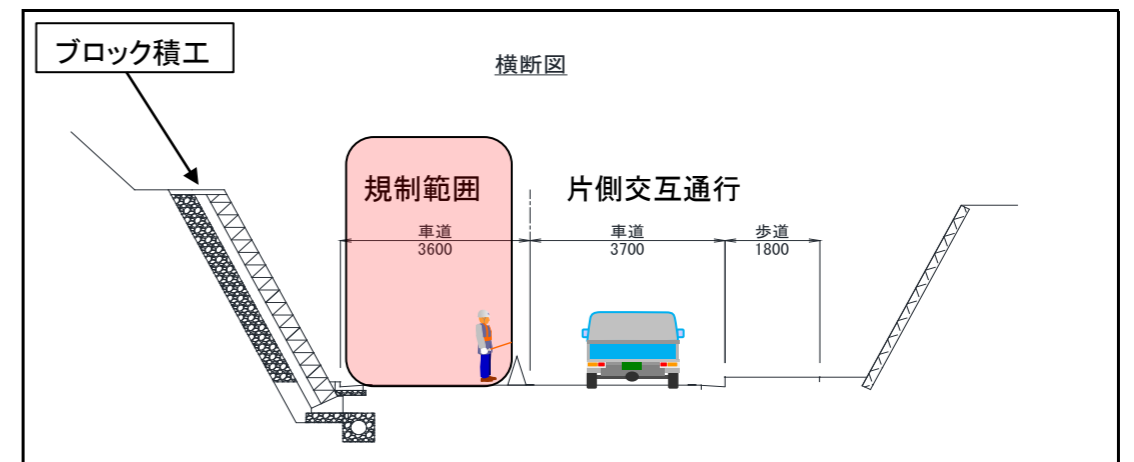 ブロック積工
横断図
規制範囲
片側交互通行
車道
3600
車道
3700
歩道
1800